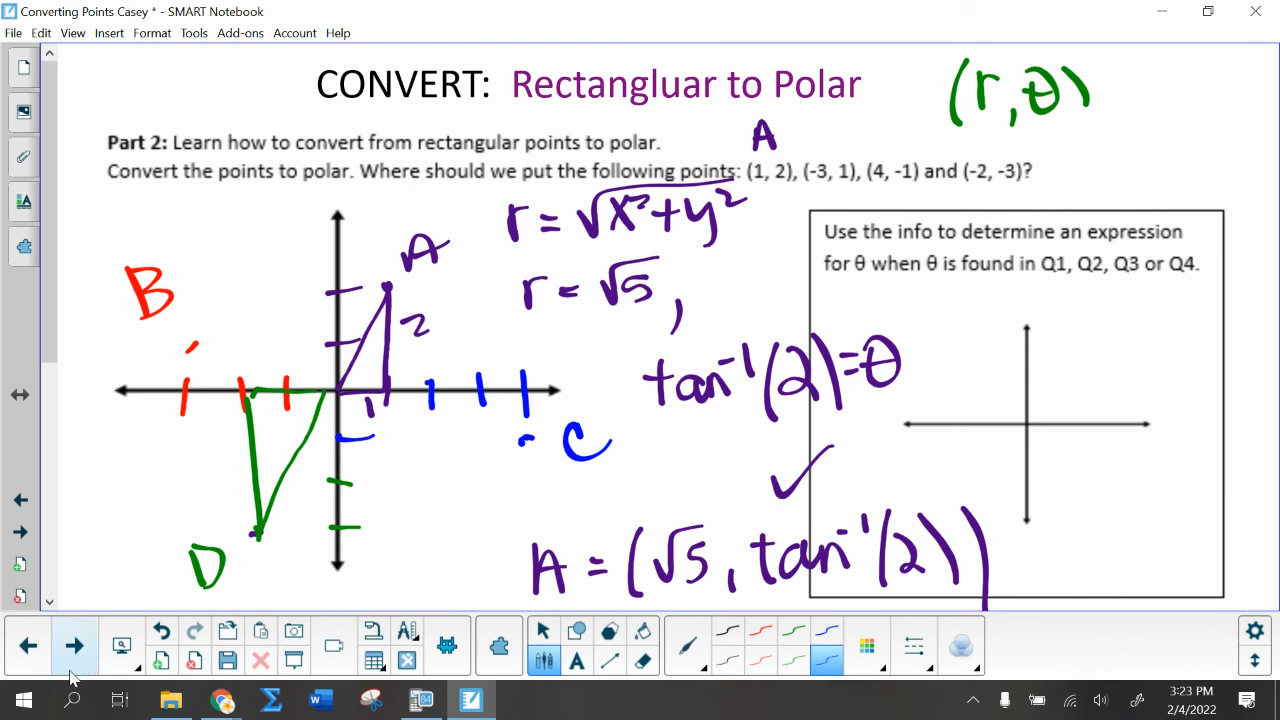 Converting Points Casey * - SMART Notebook
File Edit View Insert Format Tools Add-ons Account Help
CONVERT: Rectangluar to Polar
(r, θ)
Part 2: Learn how to convert from rectangular points to polar.
A
Convert the points to polar. Where should we put the following points: (1, 2), (-3, 1), (4, -1) and (-2, -3)?
r = √x²+y²
Use the info to determine an expression
for θ when θ is found in Q1, Q2, Q3 or Q4.
A
B
r = √5,
2
tan⁻¹(2)=θ
1
C
D
A = (√5, tan⁻¹(2))
3:23 PM
2/4/2022